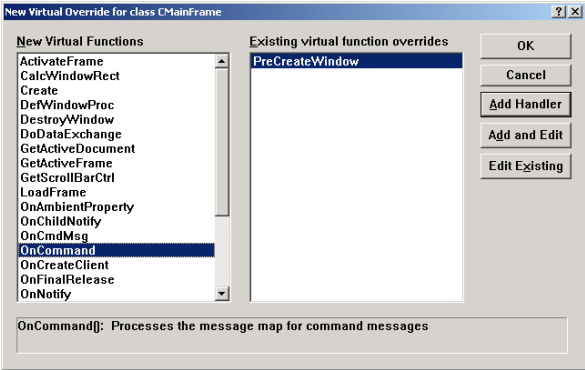 New Virtual Override for class CMainFrame
New Virtual Functions
ActivateFrame
CalcWindowRect
Create
DefWindowProc
DestroyWindow
DoDataExchange
GetActiveDocument
GetActiveFrame
GetScrollBarCtrl
LoadFrame
OnAmbientProperty
OnChildNotify
OnCmdMsg
OnCommand
OnCreateClient
OnFinalRelease
OnNotify
Existing virtual function overrides
PreCreateWindow
OK
Cancel
Add Handler
Add and Edit
Edit Existing
OnCommand(): Processes the message map for command messages